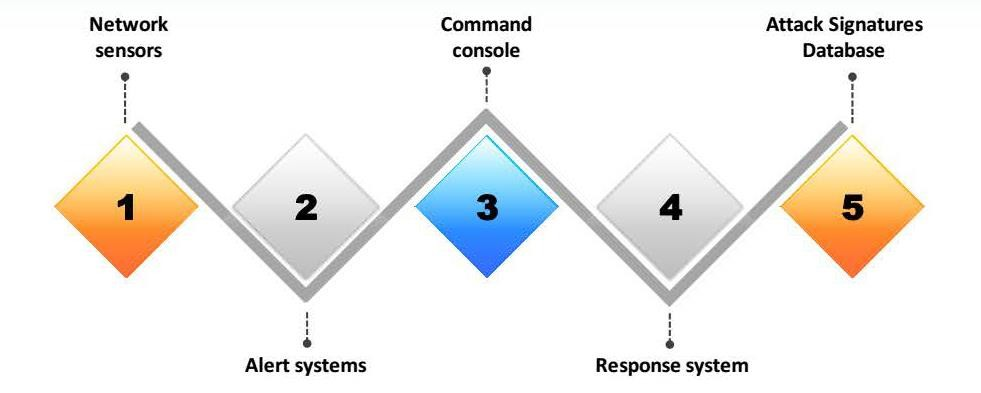 Network
sensors
Command
console
Attack Signatures
Database
1
2
3
4
5
Alert systems
Response system